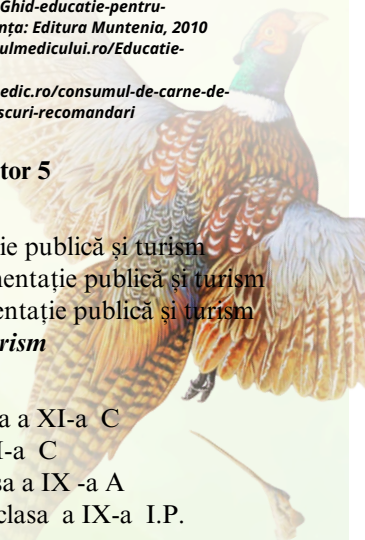 Ghid-educatie-pentru-
nța: Editura Muntenia, 2010
ulmedicului.ro/Educatie-
edic.ro/consumul-de-carne-de-
scuri-recomandari
tor 5
ie publică și turism
nentație publică și turism
entație publică și turism
rism
a a XI-a C
I-a C
sa a IX -a A
clasa a IX-a I.P.